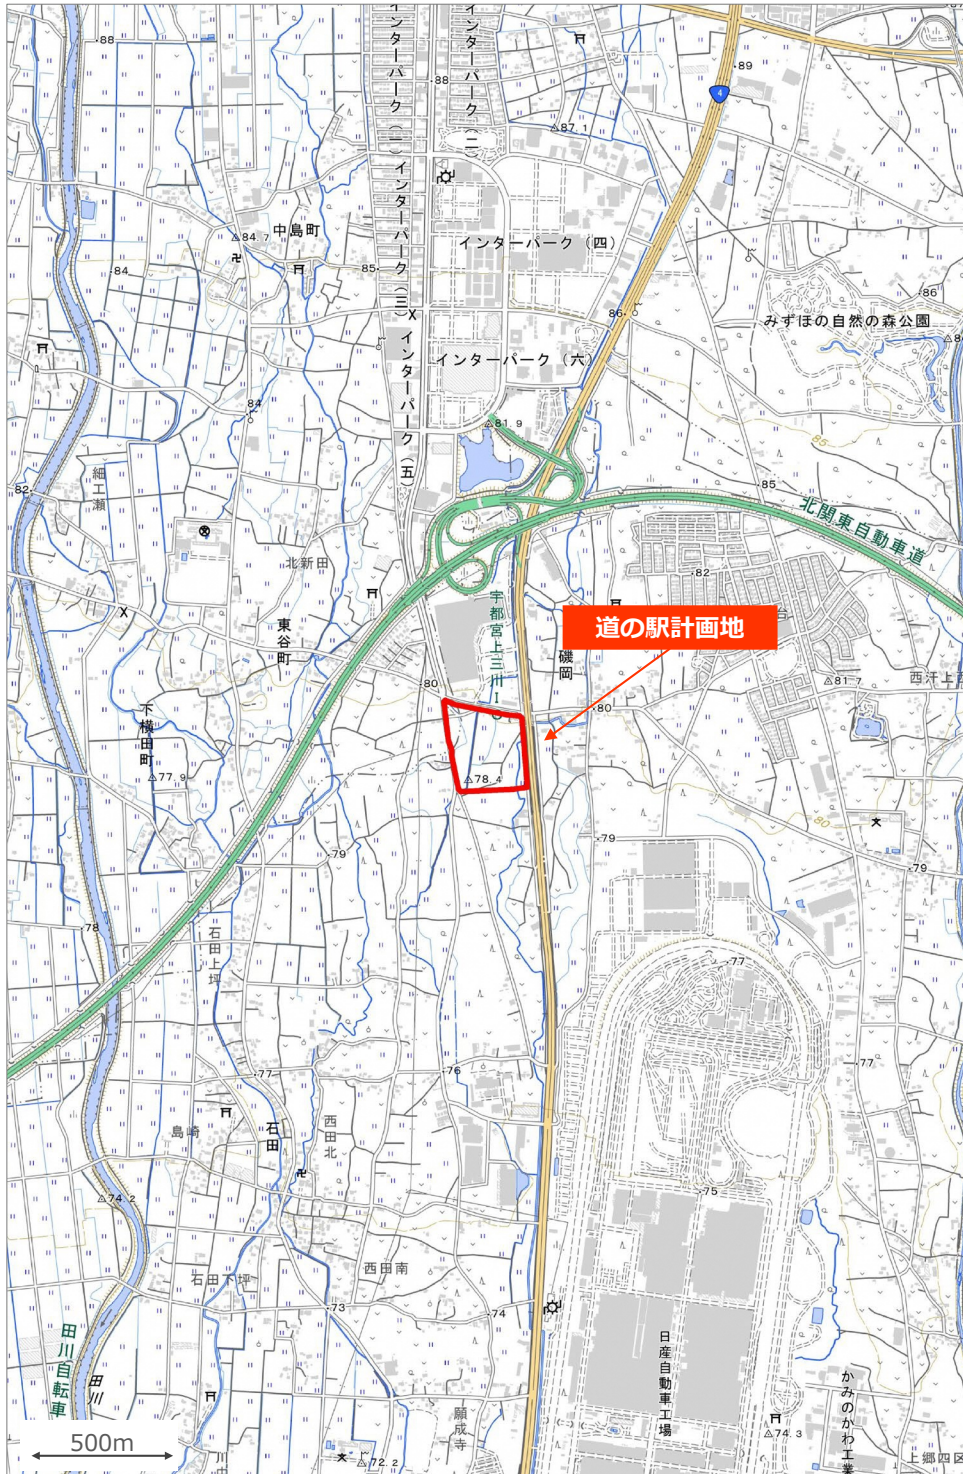 88
インターパーク（一）
インターパーク（二）
88
4
89
87.1
中島町
84.7
インターパーク（四）
84
85
インターパーク（三）
86
86
みずほの自然の森公園
インターパーク（六）
インターパーク（五）
84
81.9
85
82
細工瀬
85
北関東自動車道
北新田
82
宇都宮上三川I
道の駅計画地
台
東谷町
磯岡
80
81.7
西汗上
80
下横田町
77.9
78.4
80
79
79
79
78
石田上坪
77
77
76
77
島崎
石田
西田北
75
74.2
石田下坪
西田南
73
74
田川自転車
田川
日産自動車工場
かみのかわ工業
願成寺
74.3
500m
72.2
上郷四区